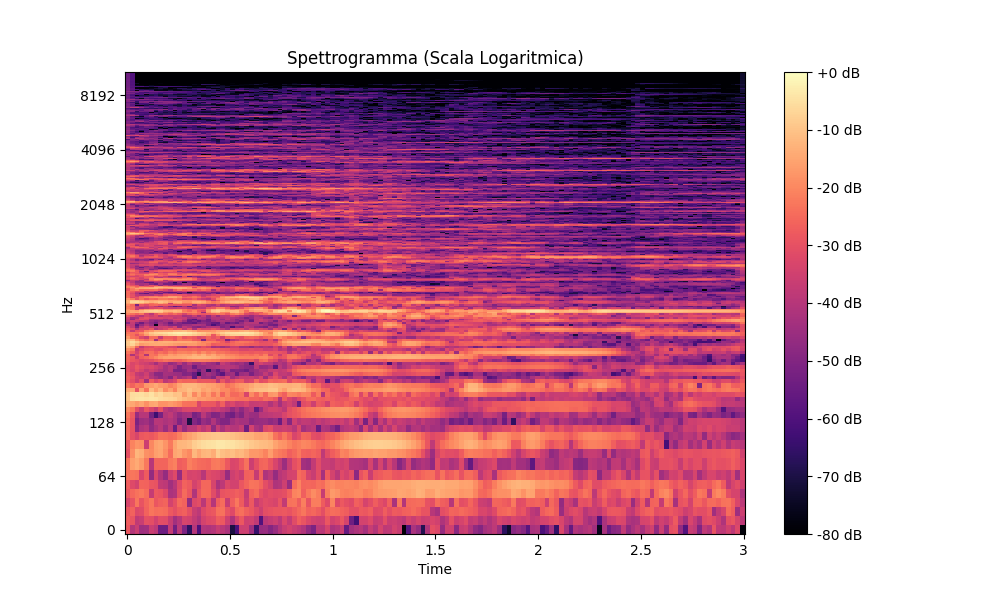 Spettrogramma (Scala Logaritmica)
Hz
8192
4096
2048
1024
512
256
128
64
0
0 0.5 1 1.5 2 2.5 3
Time
+0 dB
-10 dB
-20 dB
-30 dB
-40 dB
-50 dB
-60 dB
-70 dB
-80 dB